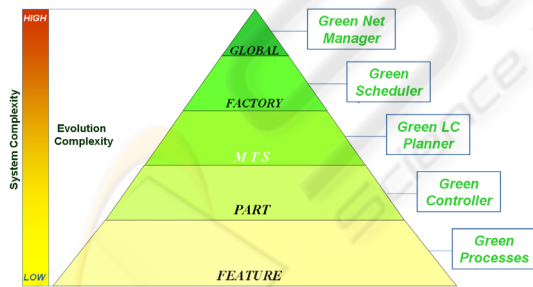 HIGH
System Complexity
Evolution
Complexity
LOW
GLOBAL
FACTORY
MTS
PART
FEATURE
Green Net
Manager
Green
Scheduler
Green LC
Planner
Green
Controller
Green
Processes